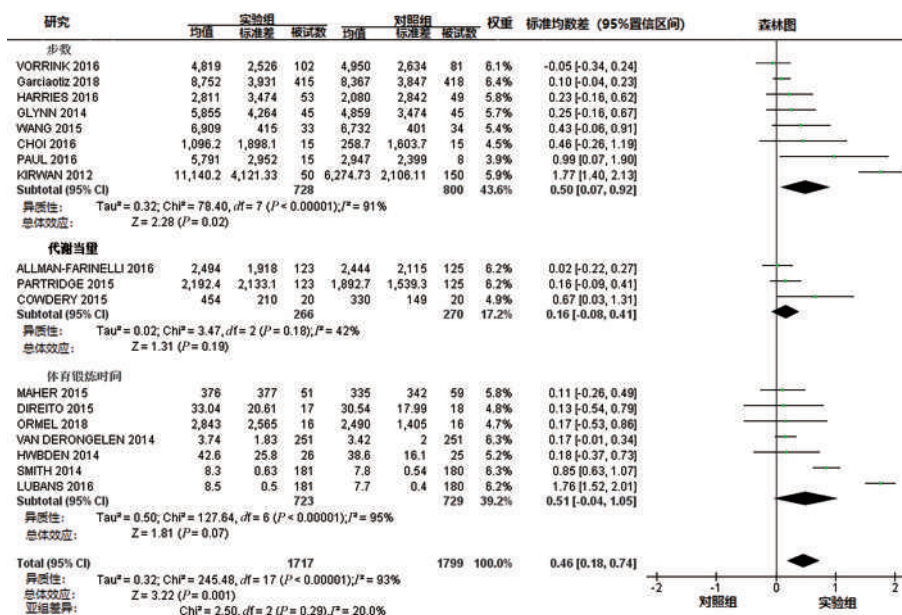 研究 实验组 对照组 权重 标准均数差 (95%置信区间) 森林图
均值 标准差 被试数 均值 标准差 被试数
步数
VORRINK 2016 4,819 2,526 102 4,950 2,634 81 6.1% -0.05 [-0.34, 0.24]
Garciaotiz 2018 8,752 3,931 415 8,367 3,847 418 6.5% 0.10 [-0.04, 0.23]
HARRIES 2016 2,811 3,474 53 2,080 2,842 49 5.8% 0.23 [-0.16, 0.62]
GLYNN 2014 5,855 4,264 45 4,859 3,474 45 5.7% 0.25 [-0.16, 0.67]
WANG 2015 6,909 415 33 6,732 401 34 5.4% 0.43 [-0.06, 0.91]
CHOI 2016 1,096.2 1,898.1 15 258.7 1,603.7 15 4.6% 0.46 [-0.26, 1.19]
PAUL 2016 5,791 2,952 15 2,947 2,399 8 3.8% 0.99 [0.07, 1.90]
KIRWAN 2012 11,140.2 4,121.33 50 6,274.73 2,106.11 150 5.9% 1.77 [1.40, 2.13]
Subtotal (95% CI) 728 800 43.6% 0.50 [0.07, 0.92]
异质性: Tau² = 0.32; Chi² = 78.40, df = 7 (P < 0.00001); I² = 91%
总体效应: Z = 2.28 (P = 0.02)
代谢当量
ALLMAN-FARINELLI 2016 2,494 1,918 123 2,444 2,115 125 6.2% 0.02 [-0.22, 0.27]
PARTRIDGE 2015 2,192.4 2,133.1 123 1,892.7 1,539.3 125 6.2% 0.16 [-0.09, 0.41]
COWDERY 2015 454 210 20 330 149 20 4.9% 0.67 [0.03, 1.31]
Subtotal (95% CI) 266 270 17.2% 0.16 [-0.08, 0.41]
异质性: Tau² = 0.02; Chi² = 3.47, df = 2 (P = 0.18); I² = 42%
总体效应: Z = 1.31 (P = 0.19)
体育锻炼时间
MAHER 2015 376 377 51 335 342 59 5.8% 0.11 [-0.26, 0.49]
DIREITO 2015 33.04 20.61 17 30.54 17.99 18 4.8% 0.13 [-0.54, 0.79]
ORMEL 2018 2,843 2,565 16 2,490 1,405 16 4.7% 0.17 [-0.53, 0.86]
VAN DERONGELEN 2014 3.74 1.83 251 3.42 2 251 6.4% 0.17 [-0.01, 0.34]
HWBDEN 2014 42.6 25.8 26 38.6 16.1 25 5.2% 0.18 [-0.37, 0.73]
SMITH 2014 8.3 0.63 181 7.8 0.54 180 6.3% 0.85 [0.63, 1.07]
LUBANS 2016 8.5 0.5 181 7.7 0.4 180 6.2% 1.76 [1.52, 2.01]
Subtotal (95% CI) 723 729 39.2% 0.51 [-0.04, 1.05]
异质性: Tau² = 0.50; Chi² = 127.64, df = 6 (P < 0.00001); I² = 95%
总体效应: Z = 1.81 (P = 0.07)
Total (95% CI) 1717 1799 100.0% 0.46 [0.18, 0.74]
异质性: Tau² = 0.32; Chi² = 245.48, df = 17 (P < 0.00001); I² = 93%
总体效应: Z = 3.22 (P = 0.001)
亚组差异: Chi² = 2.50, df = 2 (P = 0.29); I² = 20.0%
-2 -1 0 1 2
对照组 实验组